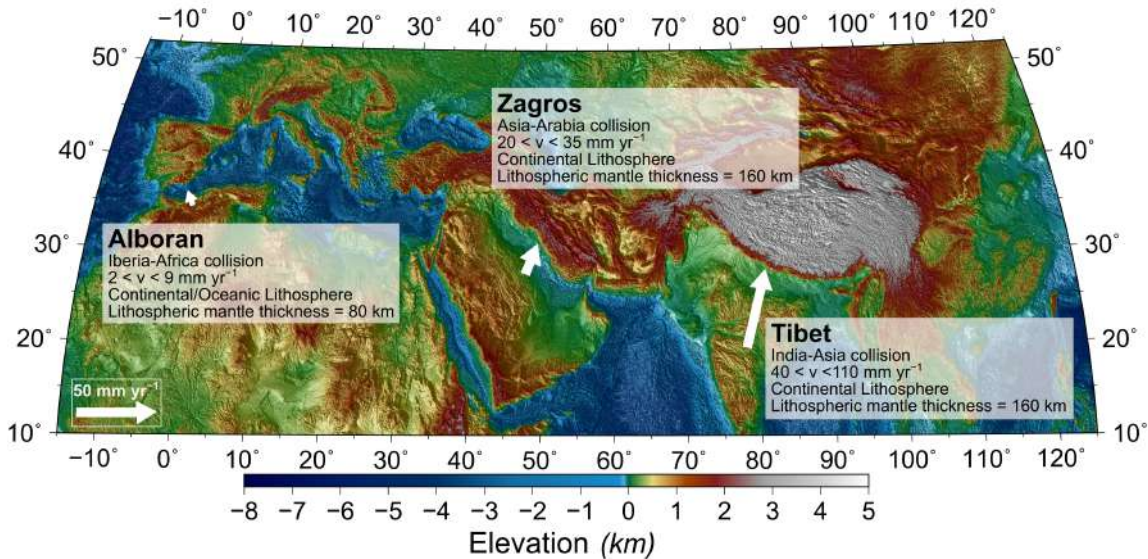 −10° 0° 10° 20° 30° 40° 50° 60° 70° 80° 90° 100° 110° 120°
50° 50°
Zagros
Asia-Arabia collision
20 < v < 35 mm yr⁻¹
Continental Lithosphere
Lithospheric mantle thickness = 160 km
40° 40°
Alboran
Iberia-Africa collision
2 < v < 9 mm yr⁻¹
Continental/Oceanic Lithosphere
Lithospheric mantle thickness = 80 km
30° 30°
Tibet
India-Asia collision
40 < v <110 mm yr⁻¹
Continental Lithosphere
Lithospheric mantle thickness = 160 km
20° 20°
50 mm yr⁻¹
10° 10°
−10° 0° 10° 20° 30° 40° 50° 60° 70° 80° 90° 100° 110° 120°
−8 −7 −6 −5 −4 −3 −2 −1 0 1 2 3 4 5
Elevation (km)